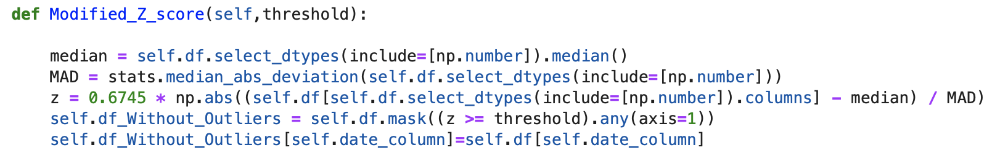 def Modified_Z_score(self,threshold):
    median = self.df.select_dtypes(include=[np.number]).median()
    MAD = stats.median_abs_deviation(self.df.select_dtypes(include=[np.number]))
    z = 0.6745 * np.abs((self.df[self.df.select_dtypes(include=[np.number]).columns] - median) / MAD)
    self.df_Without_Outliers = self.df.mask((z >= threshold).any(axis=1))
    self.df_Without_Outliers[self.date_column]=self.df[self.date_column]